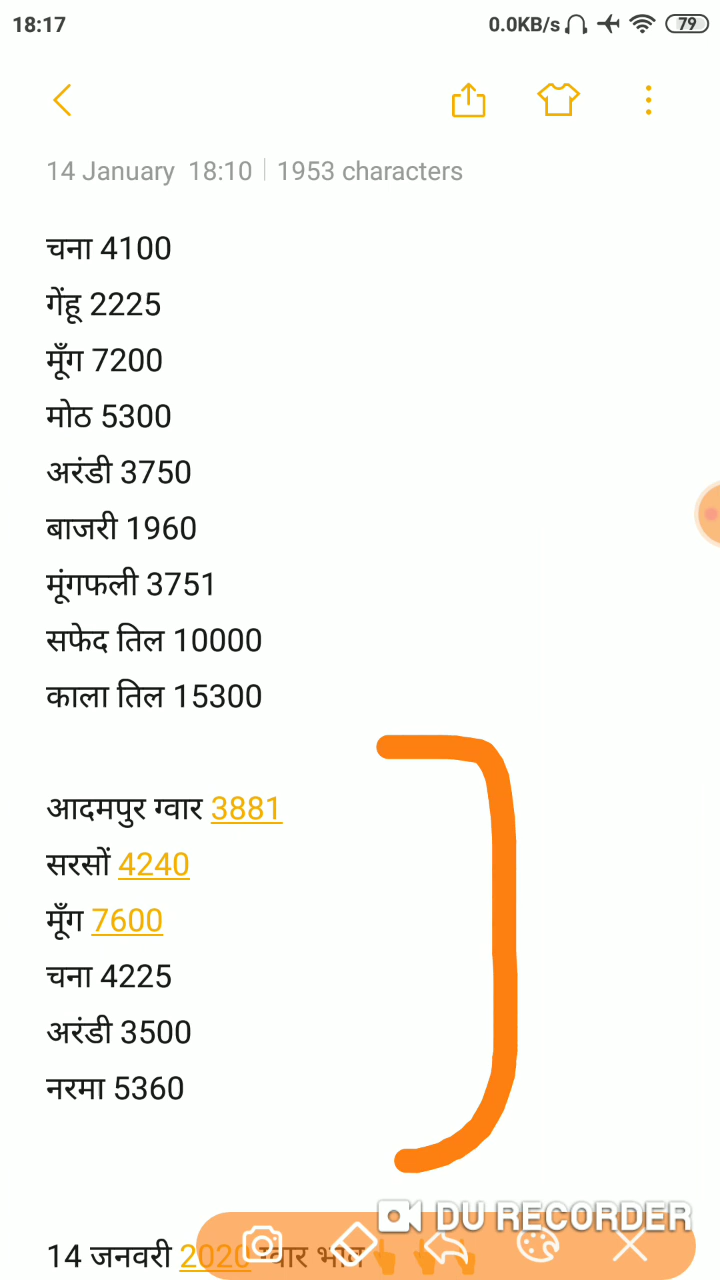 18:17 0.0KB/s 79
14 January 18:10 | 1953 characters
चना 4100
गेंहू 2225
मूँग 7200
मोठ 5300
अरंडी 3750
बाजरी 1960
मूंगफली 3751
सफेद तिल 10000
काला तिल 15300
आदमपुर ग्वार 3881
सरसों 4240
मूँग 7600
चना 4225
अरंडी 3500
नरमा 5360
DU RECORDER
14 जनवरी 2020 ग्वार भाव